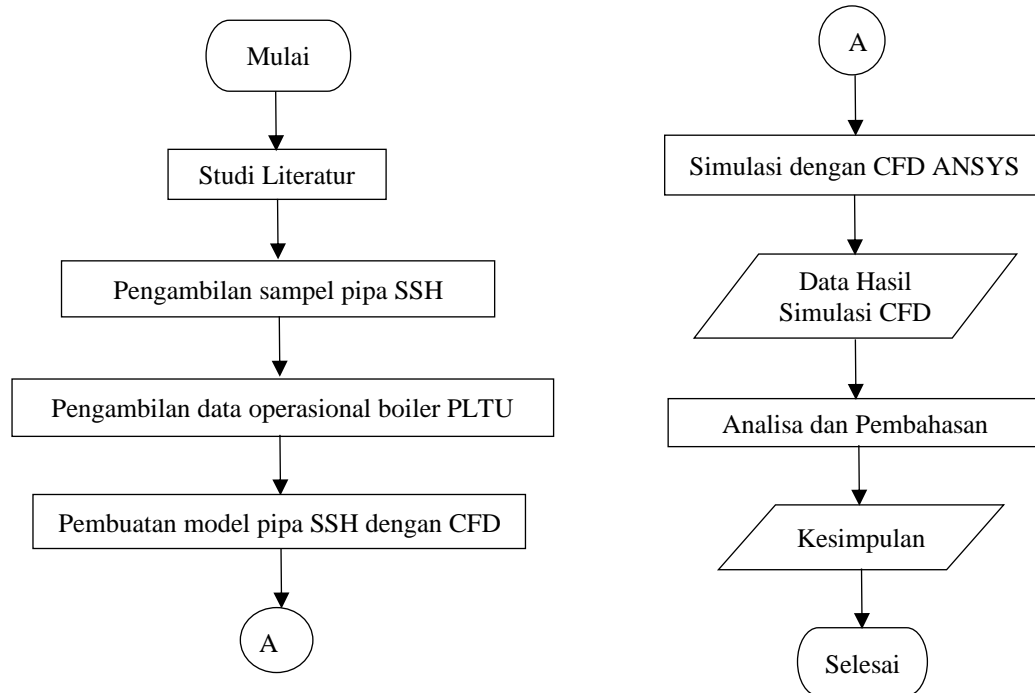 Mulai
Studi Literatur
Pengambilan sampel pipa SSH
Pengambilan data operasional boiler PLTU
Pembuatan model pipa SSH dengan CFD
A
A
Simulasi dengan CFD ANSYS
Data Hasil
Simulasi CFD
Analisa dan Pembahasan
Kesimpulan
Selesai